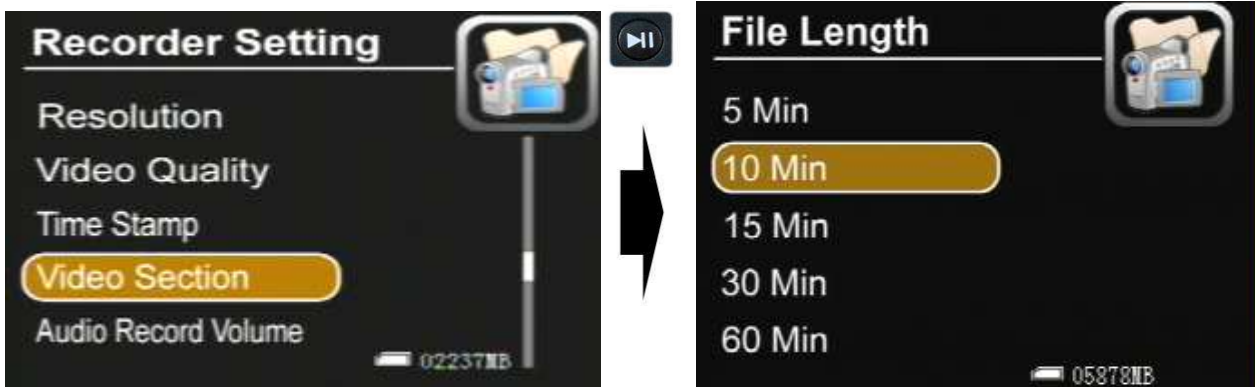 Recorder Setting
Resolution
Video Quality
Time Stamp
Video Section
Audio Record Volume
02237MB
File Length
5 Min
10 Min
15 Min
30 Min
60 Min
05878MB